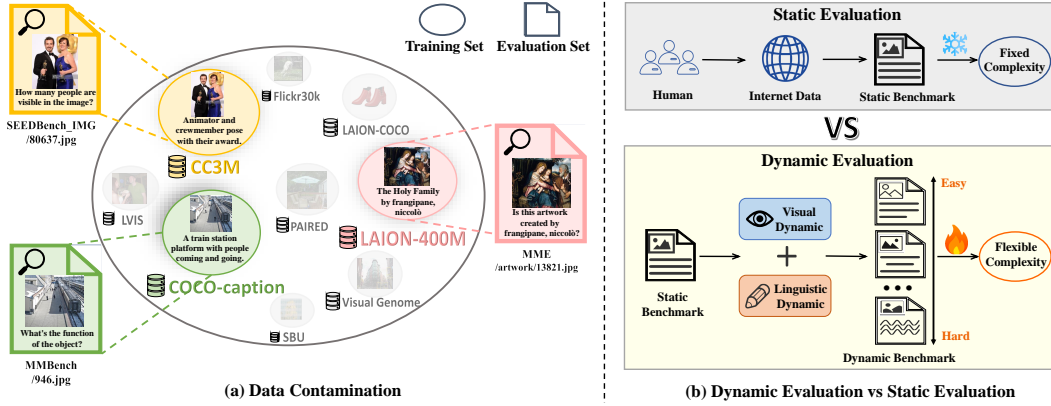 Training Set
Evaluation Set
How many people are
visible in the image?
SEEDBench_IMG
/80637.jpg
Animator and
crewmember pose
with their award.
CC3M
Flickr30k
LAION-COCO
The Holy Family
by frangipane,
niccolò
LAION-400M
Is this artwork
created by
frangipane, niccolò?
MME
/artwork/13821.jpg
LVIS
PAIRED
A train station
platform with people
coming and going.
COCO-caption
Visual Genome
SBU
What's the function
of the object?
MMBench
/946.jpg
(a) Data Contamination
Static Evaluation
Human
Internet Data
Static Benchmark
Fixed
Complexity
VS
Dynamic Evaluation
Static
Benchmark
Visual
Dynamic
+
Linguistic
Dynamic
Easy
Hard
Dynamic Benchmark
Flexible
Complexity
(b) Dynamic Evaluation vs Static Evaluation